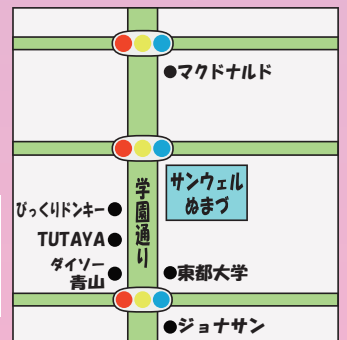 マクドナルド
サンウェル
ぬまづ
学園通り
びっくりドンキー
TUTAYA
ダイソー
青山
東都大学
ジョナサン